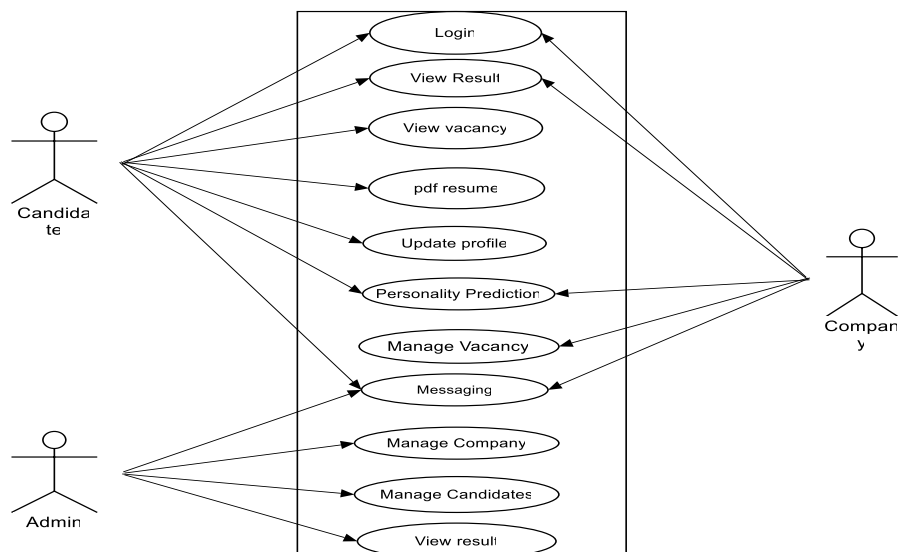 Login
View Result
View vacancy
pdf resume
Update profile
Personality Prediction
Manage Vacancy
Messaging
Manage Company
Manage Candidates
View result
Candida
te
Admin
Compan
y